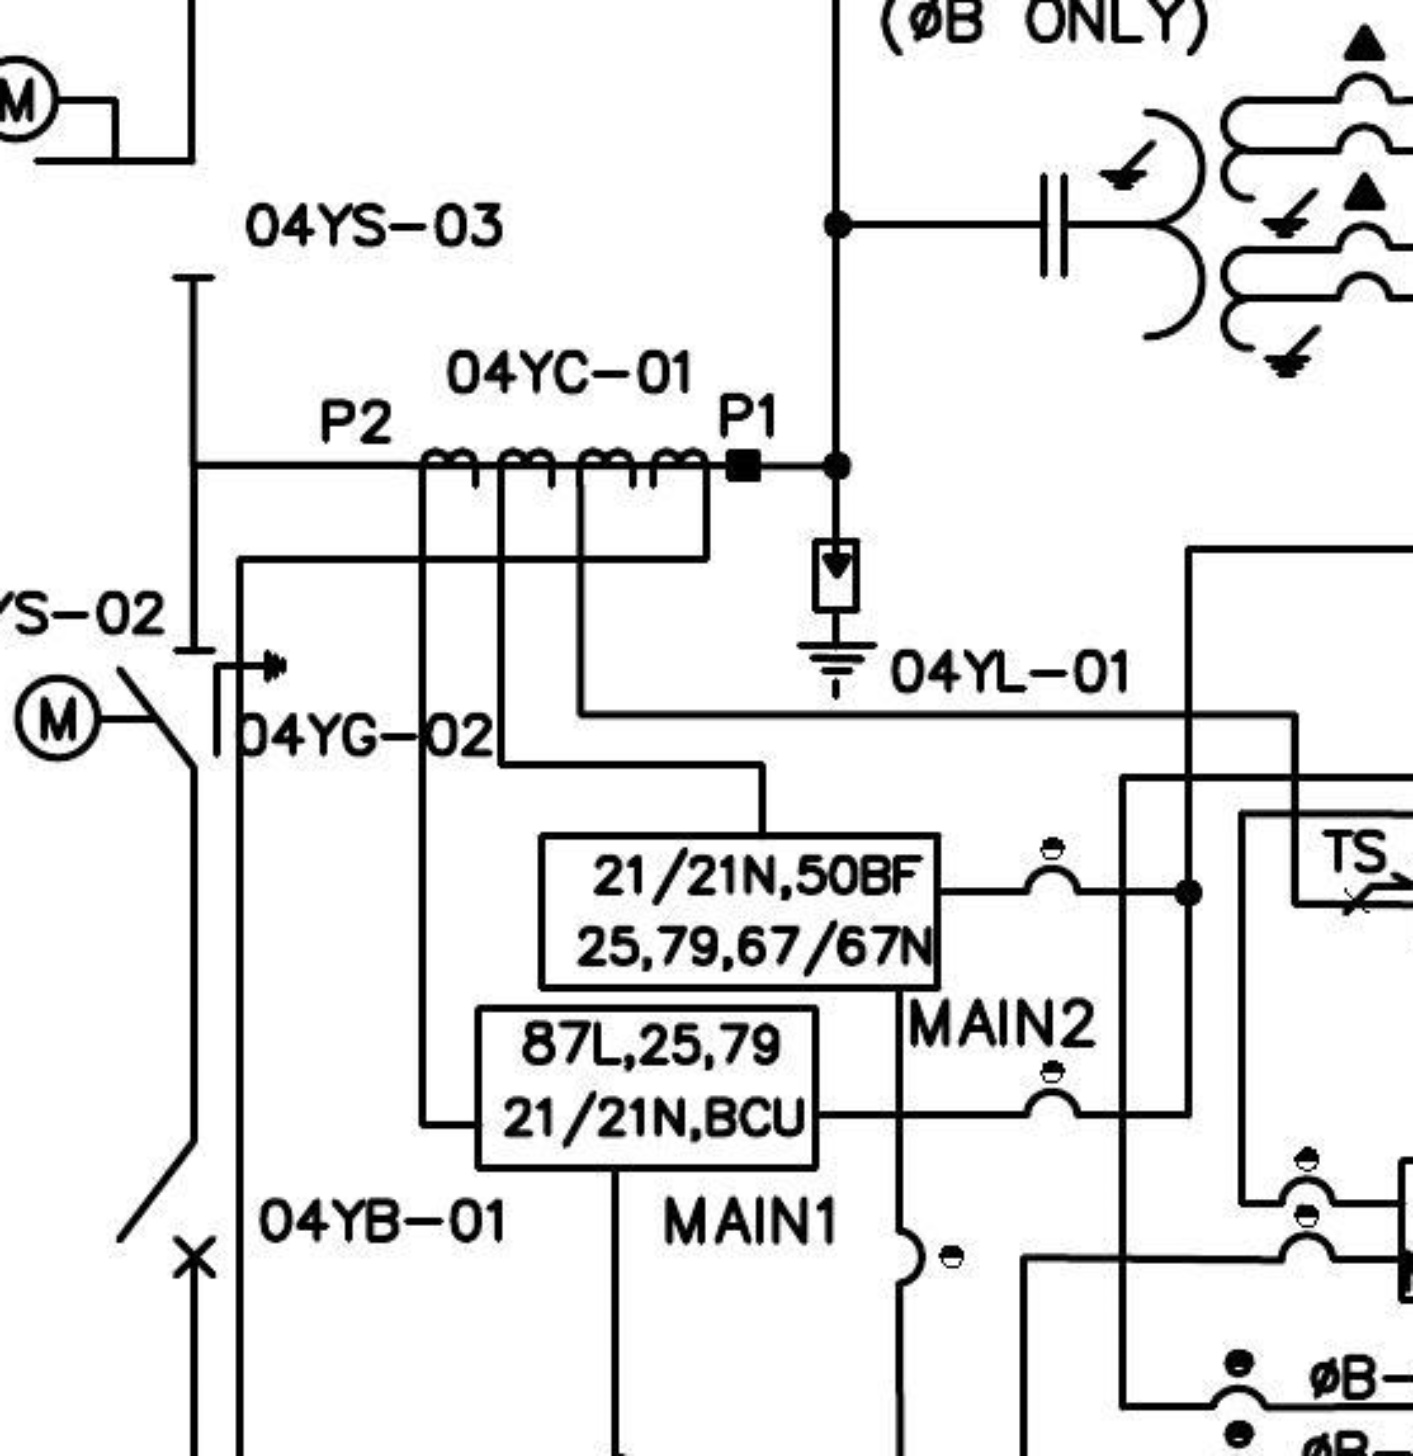 (øB ONLY)
M
04YS-03
04YC-01
P2
P1
YS-02
04YL-01
M
04YG-02
TS
21/21N,50BF
25,79,67/67N
MAIN2
87L,25,79
21/21N,BCU
MAIN1
04YB-01
øB-
øB-